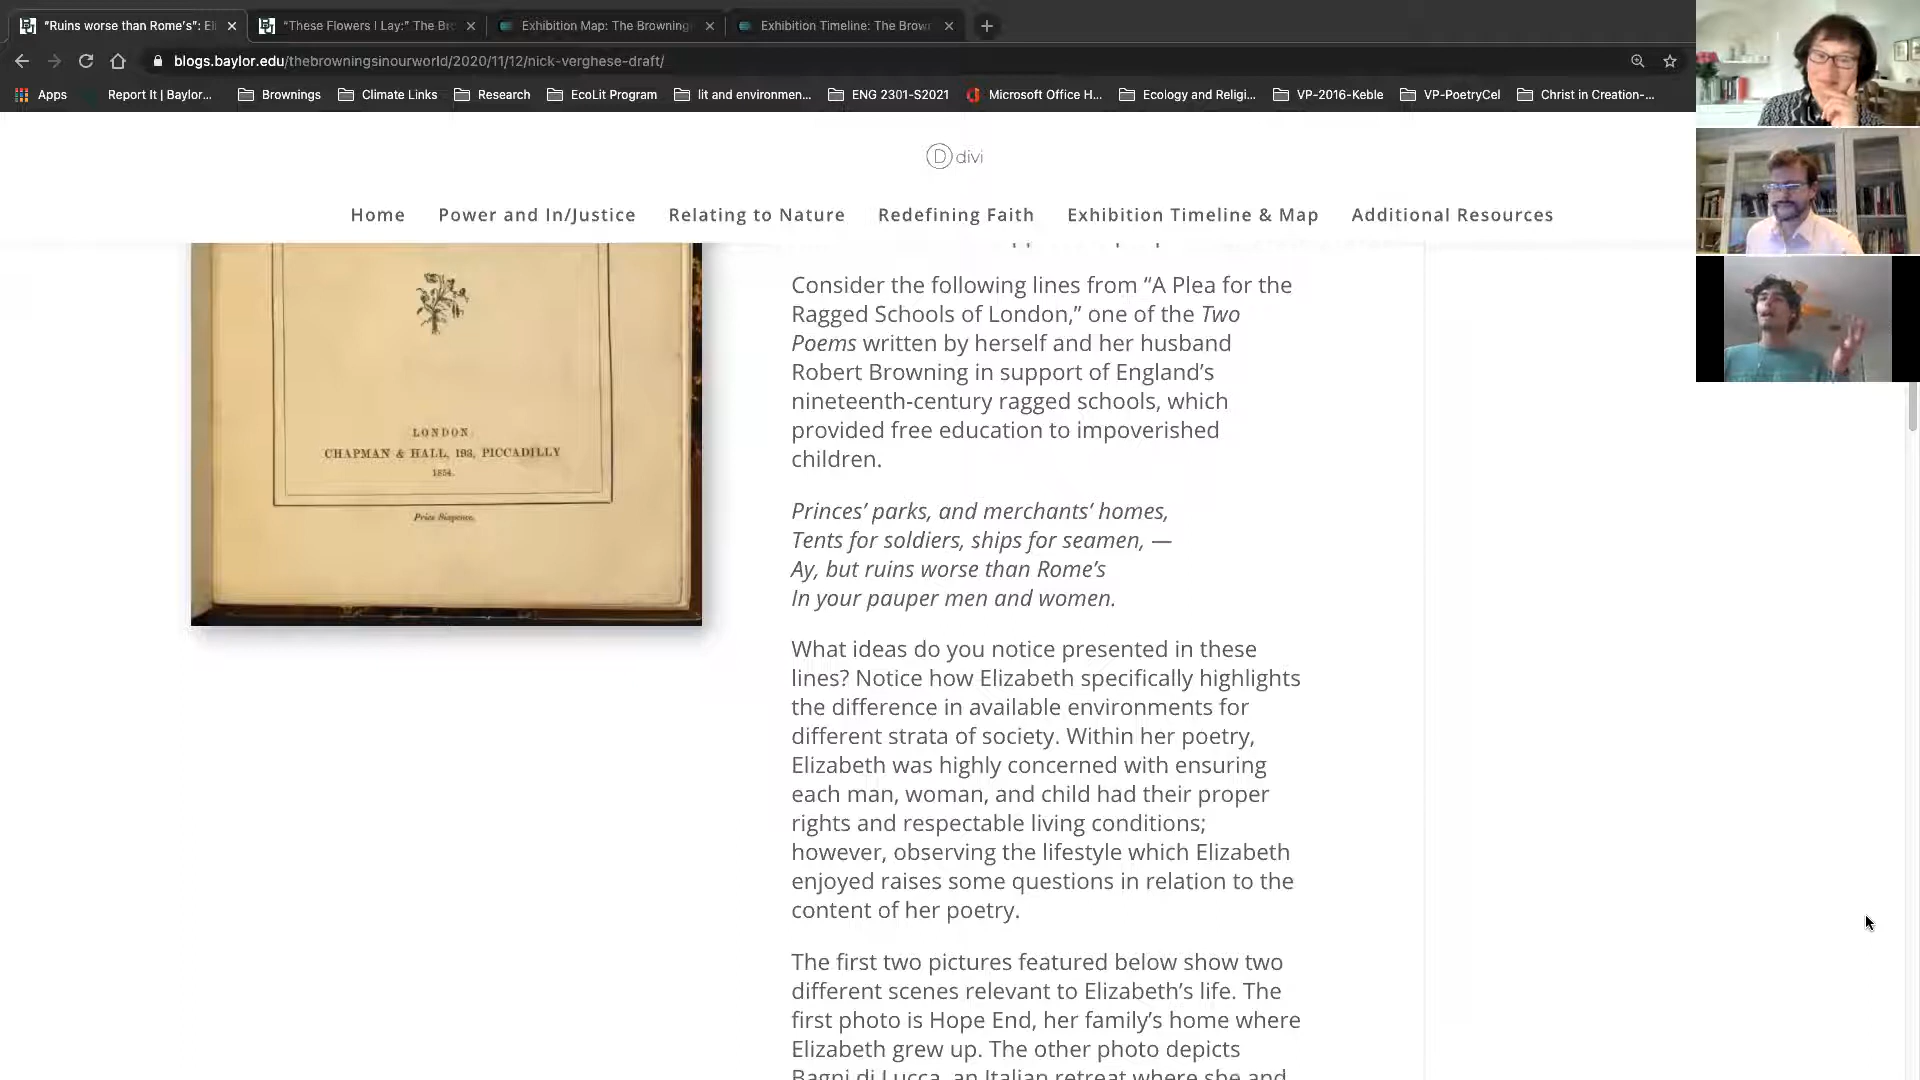 "Ruins worse than Rome's": El
"These Flowers I Lay:" The Bro
Exhibition Map: The Browning
Exhibition Timeline: The Brow
blogs.baylor.edu/thebrowningsinourworld/2020/11/12/nick-verghese-draft/
Apps
Report It | Baylor...
Brownings
Climate Links
Research
EcoLit Program
lit and environmen...
ENG 2301-S2021
Microsoft Office H...
Ecology and Religi...
VP-2016-Keble
VP-PoetryCel
Christ in Creation-...
D divi
Home
Power and In/Justice
Relating to Nature
Redefining Faith
Exhibition Timeline & Map
Additional Resources
LONDON
CHAPMAN & HALL, 193, PICCADILLY
1854.
Price Sixpence.
Consider the following lines from “A Plea for the
Ragged Schools of London,” one of the Two
Poems written by herself and her husband
Robert Browning in support of England’s
nineteenth-century ragged schools, which
provided free education to impoverished
children.
Princes’ parks, and merchants’ homes,
Tents for soldiers, ships for seamen, —
Ay, but ruins worse than Rome’s
In your pauper men and women.
What ideas do you notice presented in these
lines? Notice how Elizabeth specifically highlights
the difference in available environments for
different strata of society. Within her poetry,
Elizabeth was highly concerned with ensuring
each man, woman, and child had their proper
rights and respectable living conditions;
however, observing the lifestyle which Elizabeth
enjoyed raises some questions in relation to the
content of her poetry.
The first two pictures featured below show two
different scenes relevant to Elizabeth’s life. The
first photo is Hope End, her family’s home where
Elizabeth grew up. The other photo depicts
Bagni di Lucca, an Italian retreat where she and